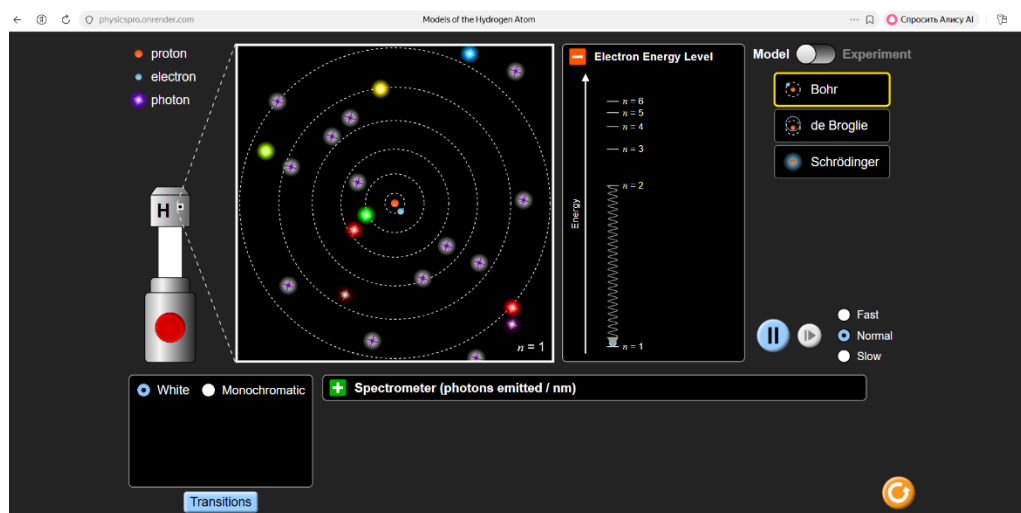 physicspro.onrender.com
Models of the Hydrogen Atom
Спросить Алису AI
proton
electron
photon
H
n = 1
Electron Energy Level
Energy
n = 6
n = 5
n = 4
n = 3
n = 2
n = 1
Model Experiment
Bohr
de Broglie
Schrödinger
Fast
Normal
Slow
White Monochromatic
Transitions
Spectrometer (photons emitted / nm)